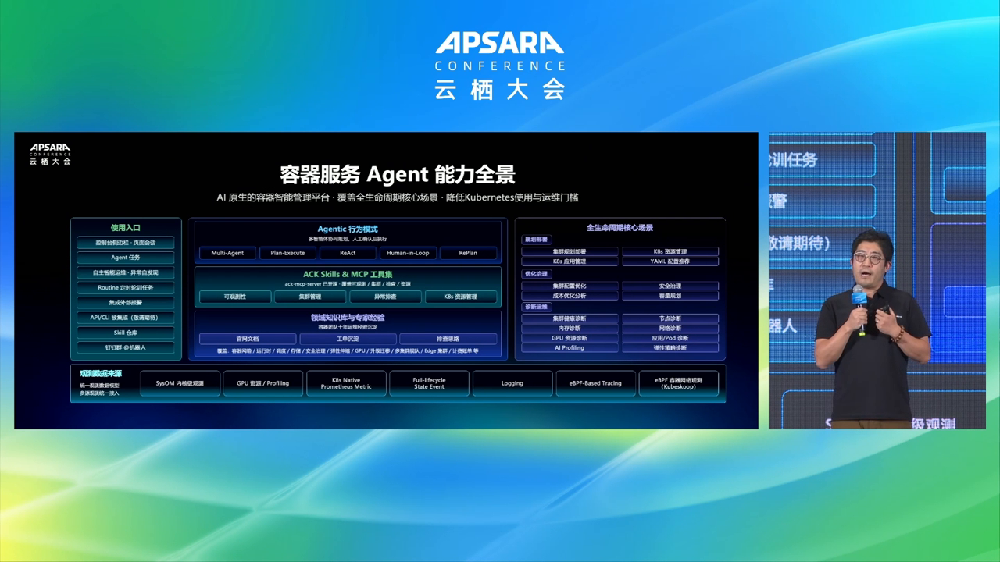 APSARA
CONFERENCE
云栖大会
APSARA
CONFERENCE
云栖大会
容器服务 Agent 能力全景
AI 原生的容器智能管理平台 · 覆盖全生命周期核心场景 · 降低Kubernetes使用与运维门槛
使用入口
控制台侧边栏 · 页面会话
Agent 任务
自主智能运维 · 异常自发现
Routine 定时轮训任务
集成外部报警
API/CLI 被集成（敬请期待）
Skill 仓库
钉钉群 @机器人
Agentic 行为模式
多智能体协同规划，人工确认后执行
Multi-Agent
Plan-Execute
ReAct
Human-in-Loop
RePlan
ACK Skills & MCP 工具集
ack-mcp-server 已开源 · 覆盖可观测 / 集群 / 排查 / 资源
可观测性
集群管理
异常排查
K8s 资源管理
领域知识库与专家经验
容器团队十年运维经验沉淀
官网文档
工单沉淀
排查思路
覆盖：容器网络 / 运行时 / 调度 / 存储 / 安全治理 / 弹性伸缩 / GPU / 升级迁移 / 多集群舰队 / Edge 集群 / 计费账单 等
全生命周期核心场景
规划部署
集群规划部署
K8s 资源管理
K8s 应用管理
YAML 配置推荐
优化治理
集群配置优化
安全治理
成本优化分析
容量规划
诊断运维
集群健康诊断
节点诊断
内存诊断
网络诊断
GPU 资源诊断
应用/Pod 诊断
AI Profiling
弹性策略诊断
观测数据来源
统一观测数据模型
多源观测统一接入
SysOM 内核级观测
GPU 资源 / Profiling
K8s Native
Prometheus Metric
Full-lifecycle
State Event
Logging
eBPF-Based Tracing
eBPF 容器网络观测
(Kubeskoop)
训任务
警
敬请期待）
器人
级观测